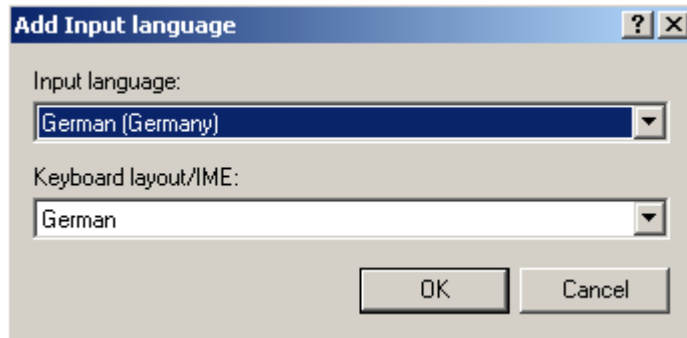 Add Input language
Input language:
German (Germany)
Keyboard layout/IME:
German
OK Cancel